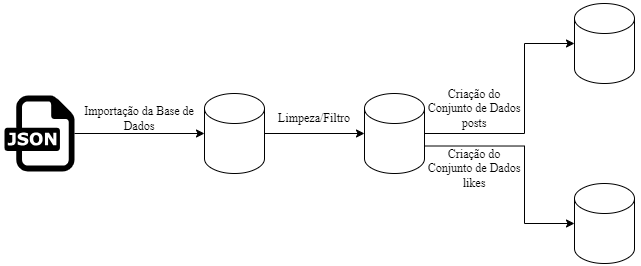 JSON
Importação da Base de
Dados
Limpeza/Filtro
Criação do
Conjunto de Dados
posts
Criação do
Conjunto de Dados
likes